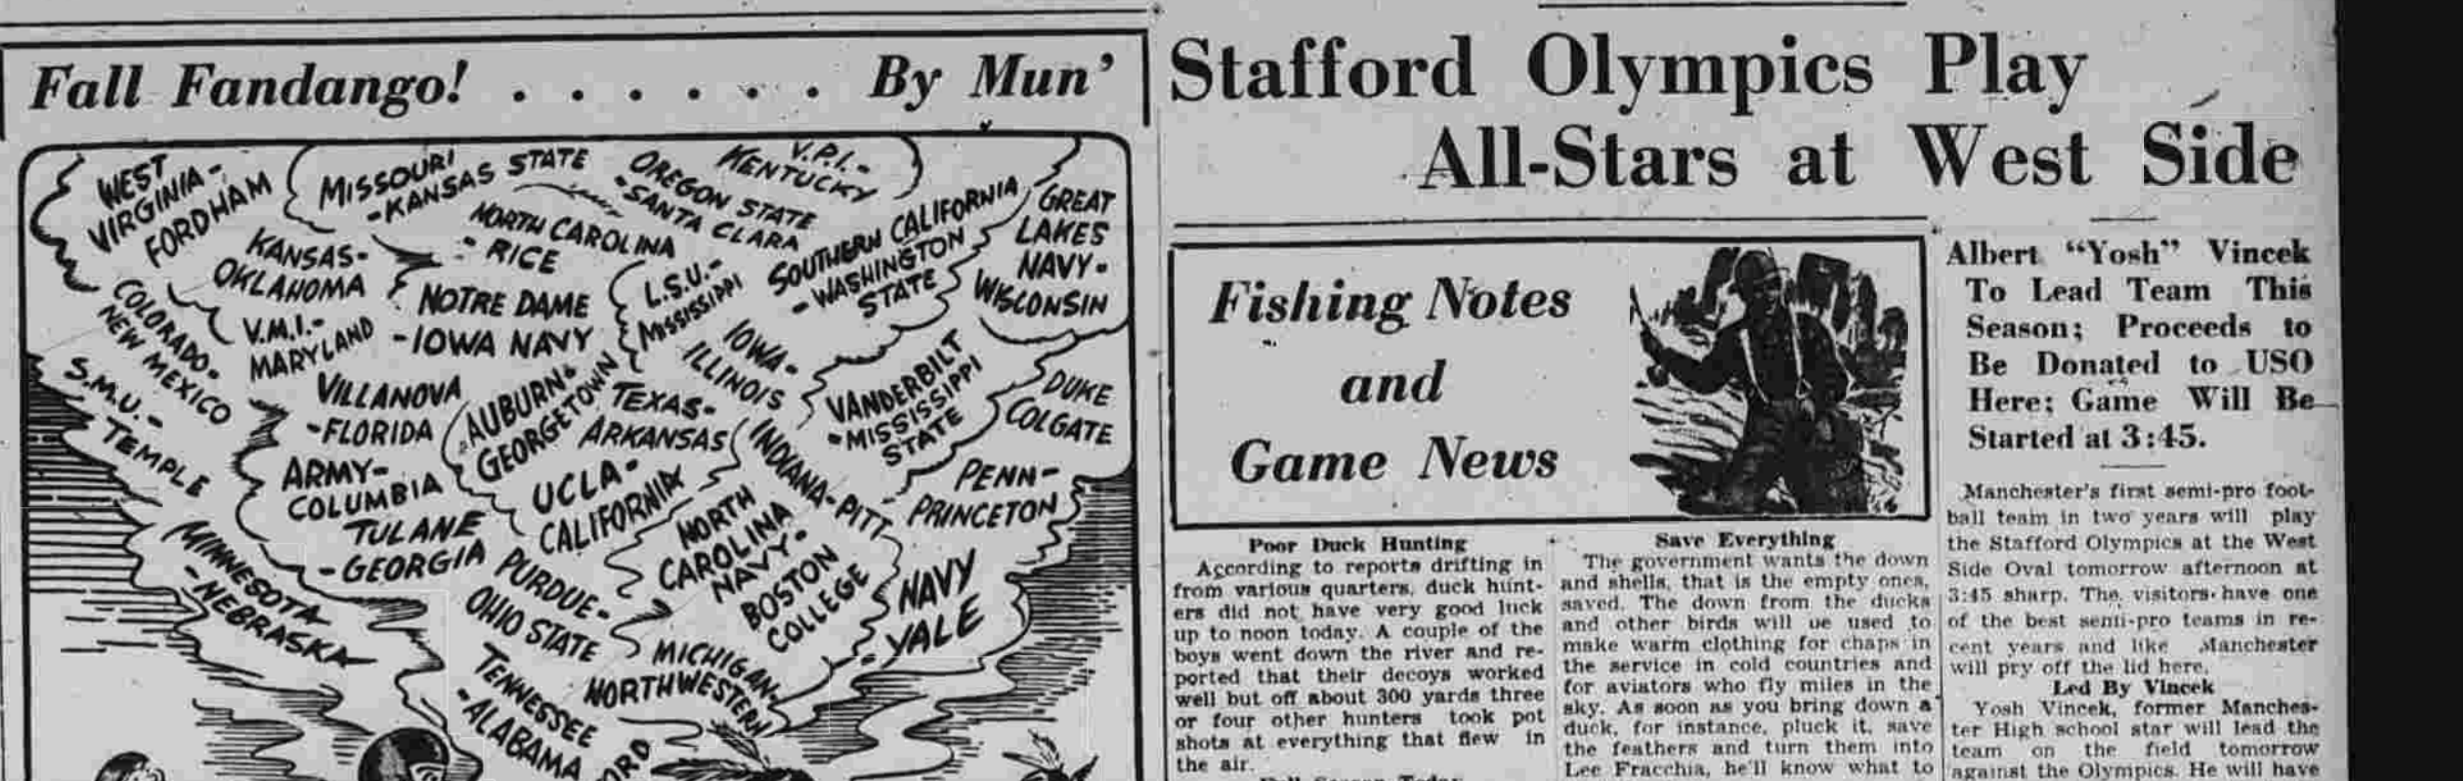 Fall Fandango! . . . . . . By Mun'
WEST
VIRGINIA-
FORDHAM
MISSOURI
-KANSAS STATE
OREGON STATE
-SANTA CLARA
V.P.I.-
KENTUCKY
NORTH CAROLINA
- RICE
SOUTHERN CALIFORNIA
- WASHINGTON
STATE
GREAT
LAKES
NAVY-
WISCONSIN
KANSAS-
OKLAHOMA
NOTRE DAME
-IOWA NAVY
L.S.U.-
MISSISSIPPI
COLORADO-
NEW MEXICO
V.M.I.-
MARYLAND
IOWA-
ILLINOIS
VANDERBILT
-MISSISSIPPI
STATE
DUKE
COLGATE
S.M.U.-
TEMPLE
VILLANOVA
-FLORIDA
AUBURN-
GEORGETOWN
TEXAS-
ARKANSAS
INDIANA-PITT
ARMY-
COLUMBIA
UCLA-
CALIFORNIA
PENN-
PRINCETON
TULANE
-GEORGIA
NORTH
CAROLINA
NAVY-
BOSTON
COLLEGE
MINNESOTA
-NEBRASKA
PURDUE-
OHIO STATE
NAVY
-YALE
MICHIGAN-
NORTHWESTERN
TENNESSEE
-ALABAMA
Stafford Olympics Play
All-Stars at West Side
Fishing Notes
and
Game News
Poor Duck Hunting
According to reports drifting in
from various quarters, duck hunt-
ers did not have very good luck
up to noon today. A couple of the
boys went down the river and re-
ported that their decoys worked
well but off about 300 yards three
or four other hunters took pot
shots at everything that flew in
the air.
Save Everything
The government wants the down
and shells, that is the empty ones,
saved. The down from the ducks
and other birds will be used to
make warm clothing for chaps in
the service in cold countries and
for aviators who fly miles in the
sky. As soon as you bring down a
duck, for instance, pluck it, save
the feathers and turn them into
Lee Fracchia, he'll know what to
Albert "Yosh" Vincek
To Lead Team This
Season; Proceeds to
Be Donated to USO
Here; Game Will Be
Started at 3:45.
Manchester's first semi-pro foot-
ball team in two years will play
the Stafford Olympics at the West
Side Oval tomorrow afternoon at
3:45 sharp. The visitors have one
of the best semi-pro teams in re-
cent years and like Manchester
will pry off the lid here.
Led By Vincek
Yosh Vincek, former Manches-
ter High school star will lead the
team on the field tomorrow
against the Olympics. He will have